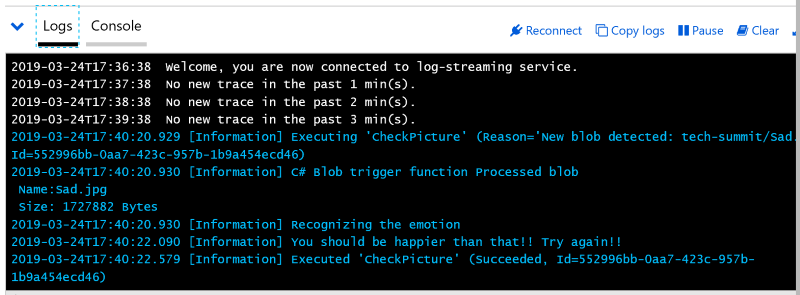 Logs Console Reconnect Copy logs Pause Clear
2019-03-24T17:36:38 Welcome, you are now connected to log-streaming service.
2019-03-24T17:37:38 No new trace in the past 1 min(s).
2019-03-24T17:38:38 No new trace in the past 2 min(s).
2019-03-24T17:39:38 No new trace in the past 3 min(s).
2019-03-24T17:40:20.929 [Information] Executing 'CheckPicture' (Reason='New blob detected: tech-summit/Sad.
Id=552996bb-0aa7-423c-957b-1b9a454ecd46)
2019-03-24T17:40:20.930 [Information] C# Blob trigger function Processed blob
Name:Sad.jpg
Size: 1727882 Bytes
2019-03-24T17:40:20.930 [Information] Recognizing the emotion
2019-03-24T17:40:22.090 [Information] You should be happier than that!! Try again!!
2019-03-24T17:40:22.579 [Information] Executed 'CheckPicture' (Succeeded, Id=552996bb-0aa7-423c-957b-
1b9a454ecd46)